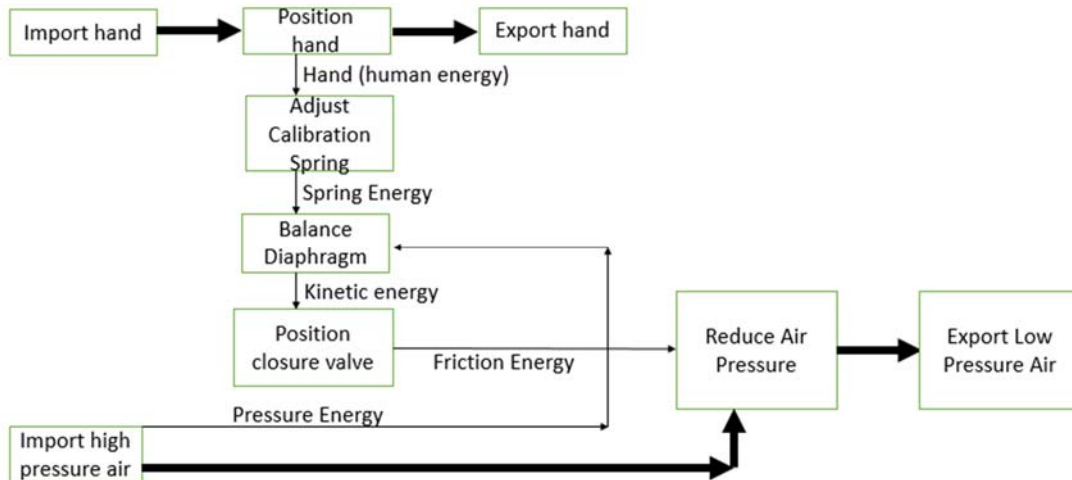 Import hand
Position
hand
Export hand
Hand (human energy)
Adjust
Calibration
Spring
Spring Energy
Balance
Diaphragm
Kinetic energy
Position
closure valve
Friction Energy
Reduce Air
Pressure
Export Low
Pressure Air
Pressure Energy
Import high
pressure air